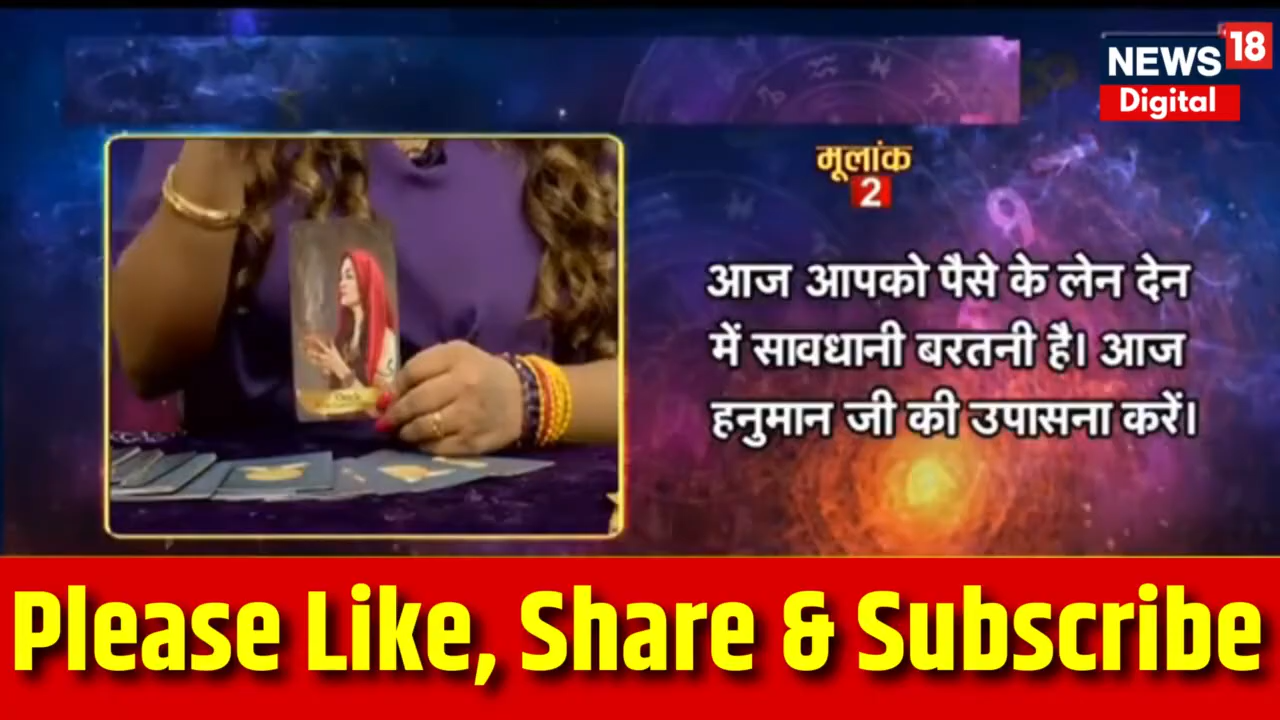 NEWS 18
Digital
मूलांक
2
आज आपको पैसे के लेन देन
में सावधानी बरतनी है। आज
हनुमान जी की उपासना करें।
Please Like, Share & Subscribe